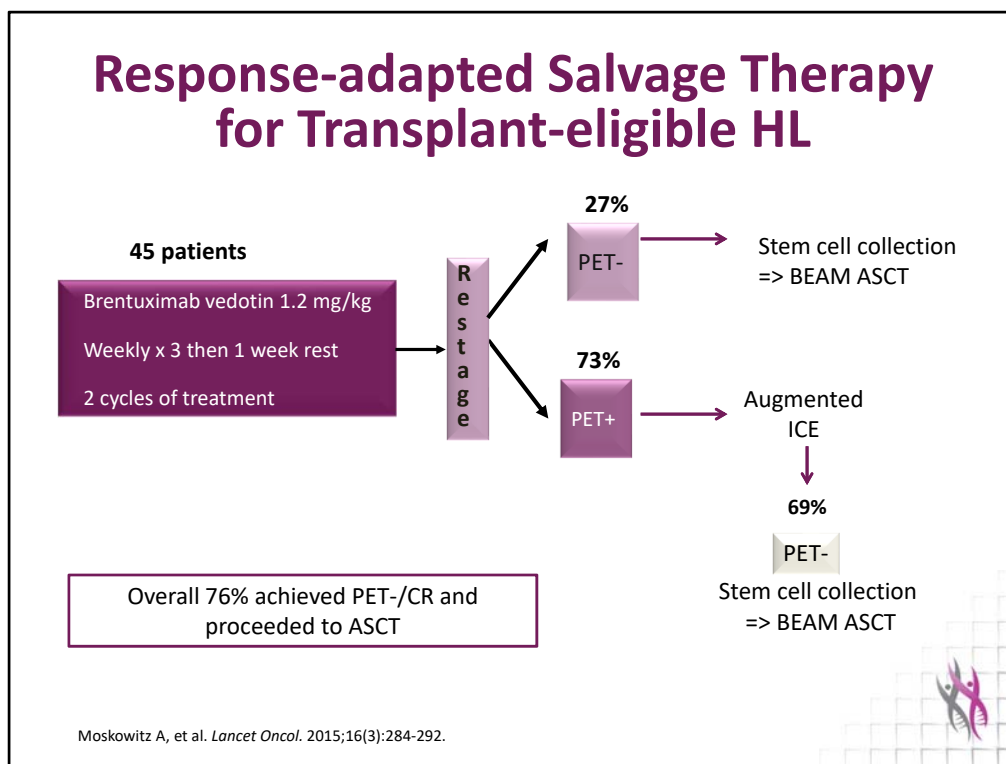 Response-adapted Salvage Therapy
for Transplant-eligible HL
45 patients
Brentuximab vedotin 1.2 mg/kg
Weekly x 3 then 1 week rest
2 cycles of treatment
Restage
27%
PET-
Stem cell collection
=> BEAM ASCT
73%
PET+
Augmented
ICE
69%
PET-
Stem cell collection
=> BEAM ASCT
Overall 76% achieved PET-/CR and
proceeded to ASCT
Moskowitz A, et al. Lancet Oncol. 2015;16(3):284-292.